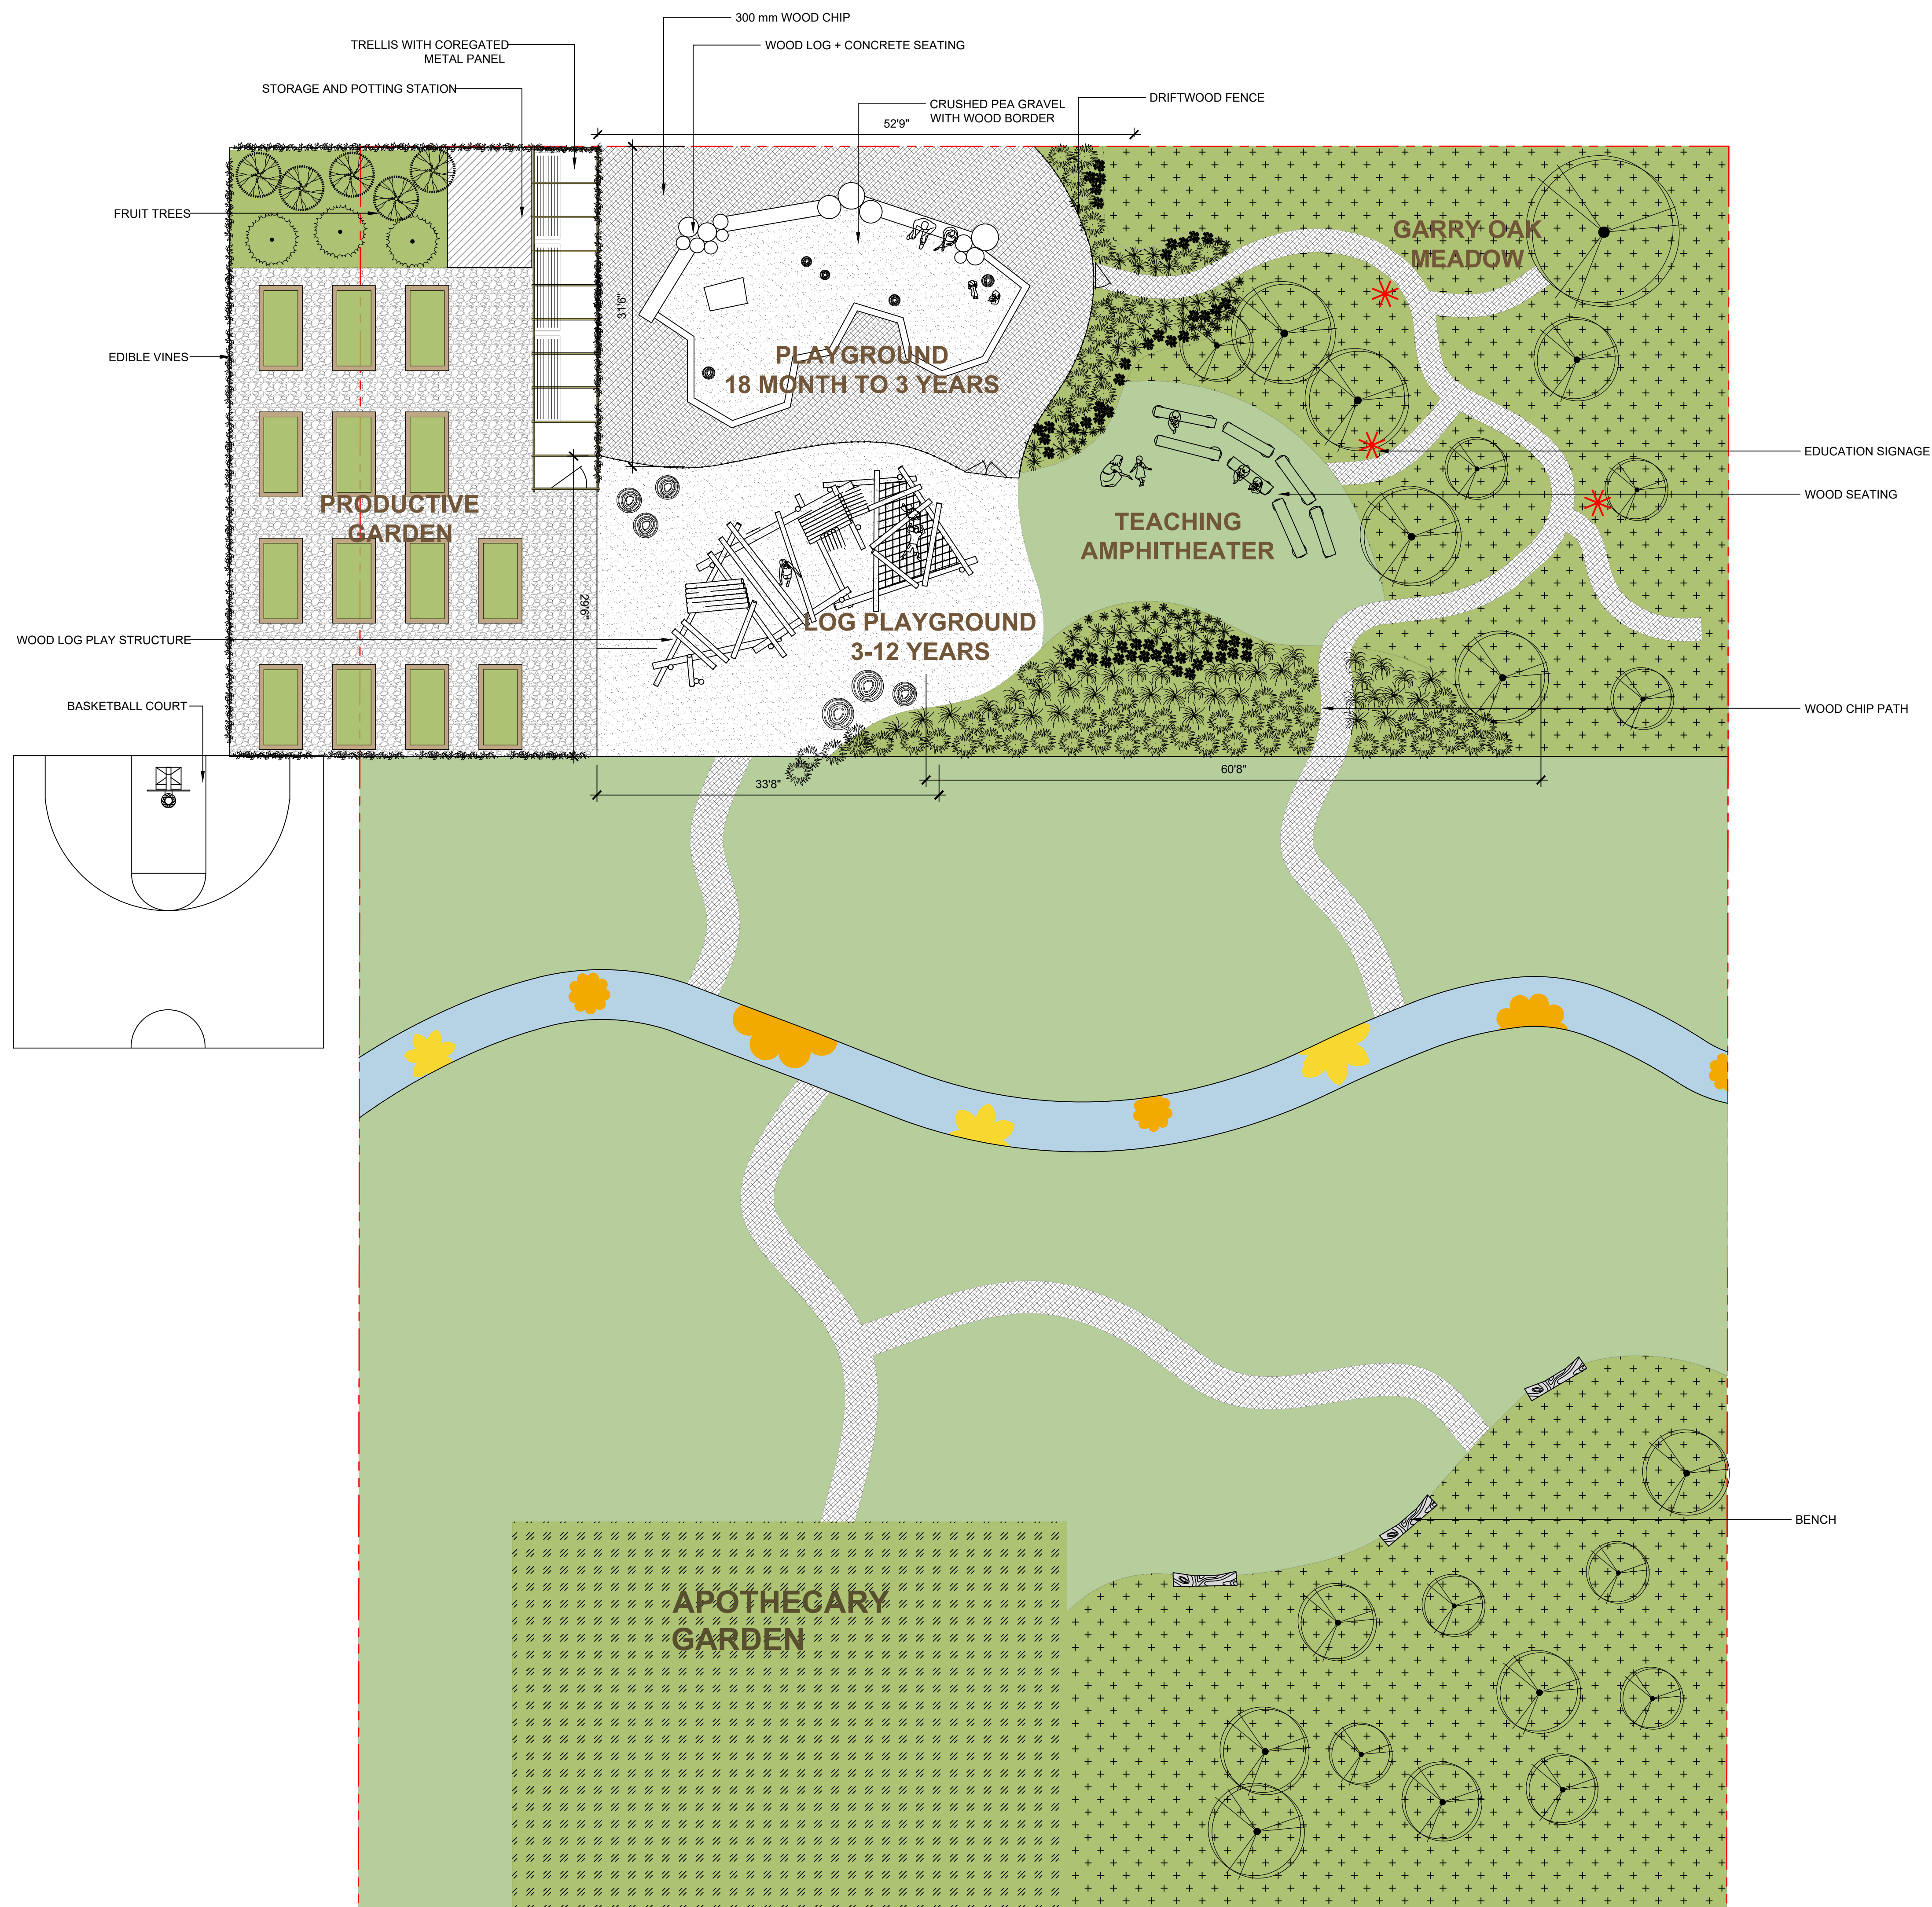 300 mm WOOD CHIP
TRELLIS WITH COREGATED
METAL PANEL
WOOD LOG + CONCRETE SEATING
STORAGE AND POTTING STATION
CRUSHED PEA GRAVEL
WITH WOOD BORDER
DRIFTWOOD FENCE
52'9"
FRUIT TREES
GARRY OAK
MEADOW
31'6"
EDIBLE VINES
PLAYGROUND
18 MONTH TO 3 YEARS
EDUCATION SIGNAGE
WOOD SEATING
PRODUCTIVE
GARDEN
TEACHING
AMPHITHEATER
29'6"
WOOD LOG PLAY STRUCTURE
LOG PLAYGROUND
3-12 YEARS
BASKETBALL COURT
WOOD CHIP PATH
33'8"
60'8"
BENCH
APOTHECARY
GARDEN